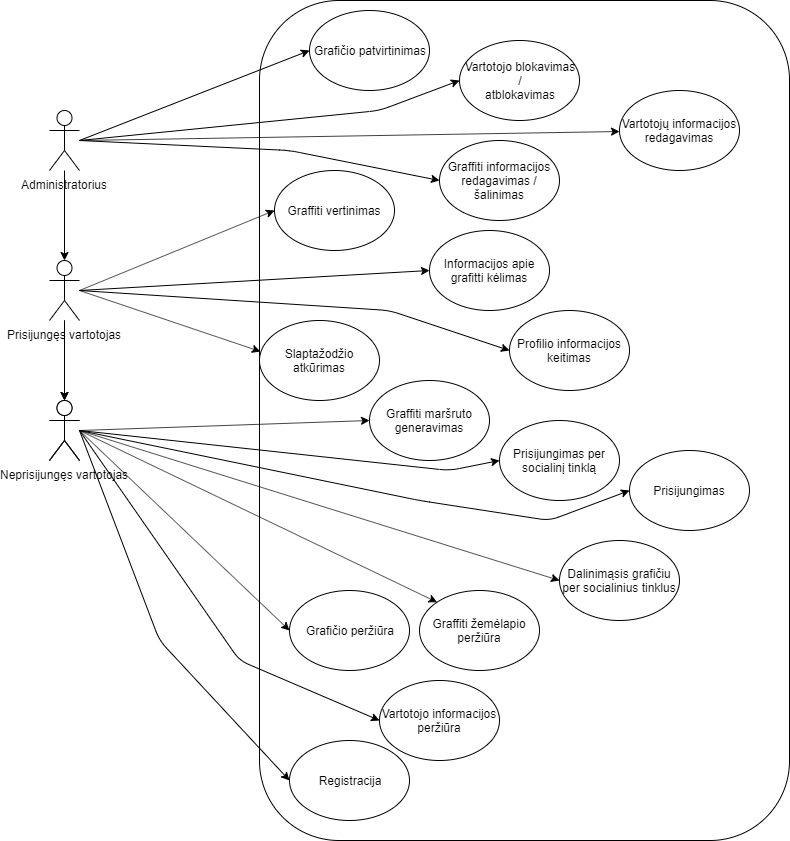 Grafičio patvirtinimas
Vartotojo blokavimas
/
atblokavimas
Vartotojų informacijos
redagavimas
Administratorius
Graffiti informacijos
redagavimas /
šalinimas
Graffiti vertinimas
Informacijos apie
grafitti kėlimas
Prisijungęs vartotojas
Profilio informacijos
keitimas
Slaptažodžio
atkūrimas
Graffiti maršruto
generavimas
Prisijungimas per
socialinį tinklą
Neprisijungęs vartotojas
Prisijungimas
Dalinimąsis grafičiu
per socialinius tinklus
Grafičio peržiūra
Graffiti žemėlapio
peržiūra
Vartotojo informacijos
peržiūra
Registracija